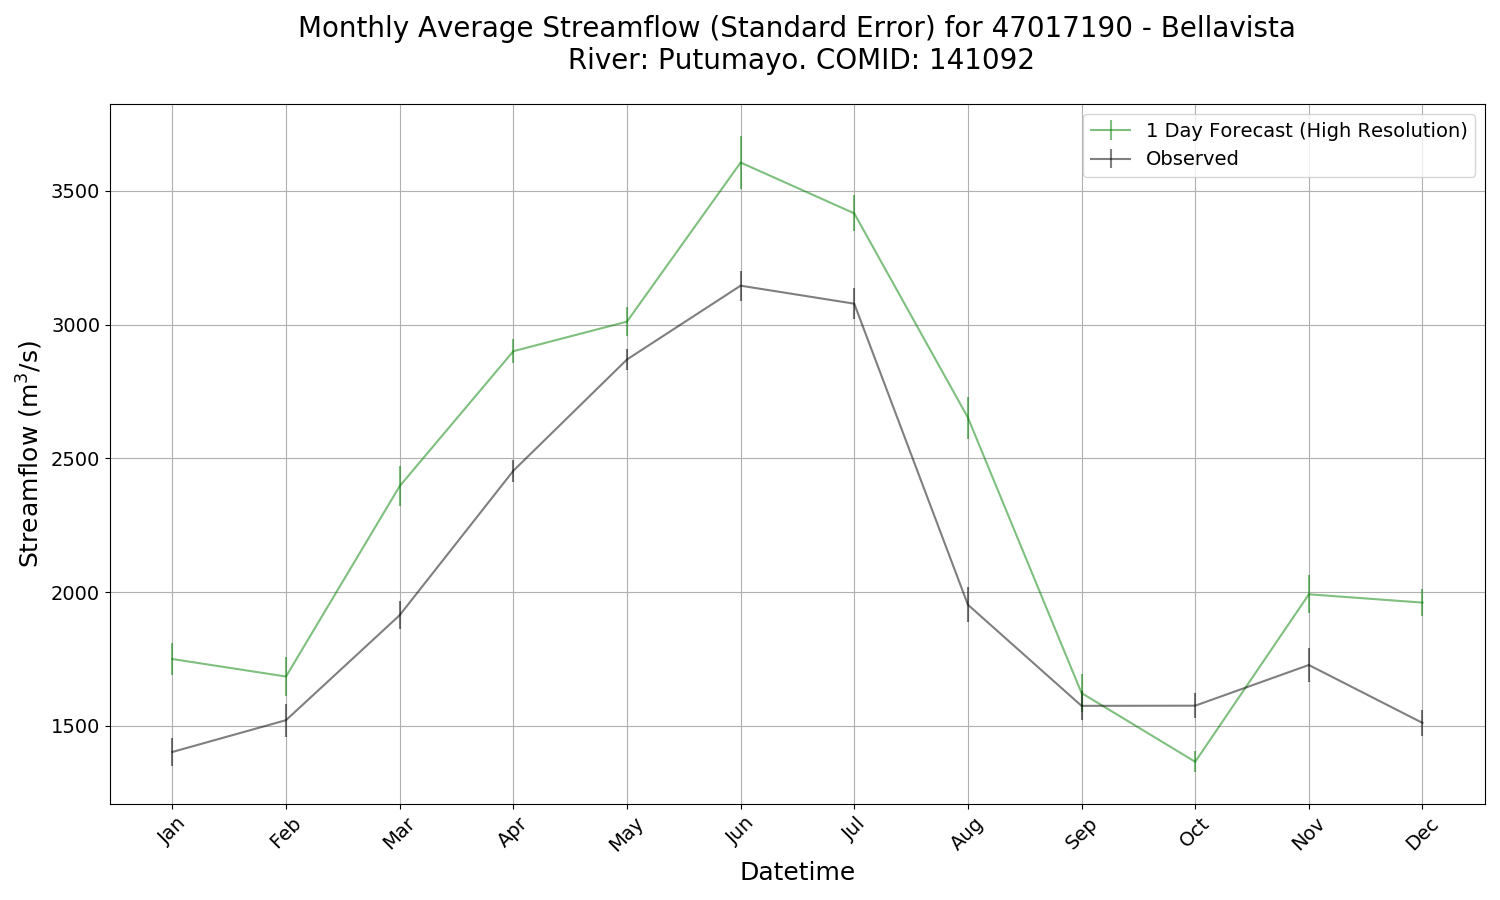 Monthly Average Streamflow (Standard Error) for 47017190 - Bellavista
River: Putumayo. COMID: 141092
1 Day Forecast (High Resolution)
Observed
Streamflow (m³/s)
3500
3000
2500
2000
1500
Jan
Feb
Mar
Apr
May
Jun
Jul
Aug
Sep
Oct
Nov
Dec
Datetime